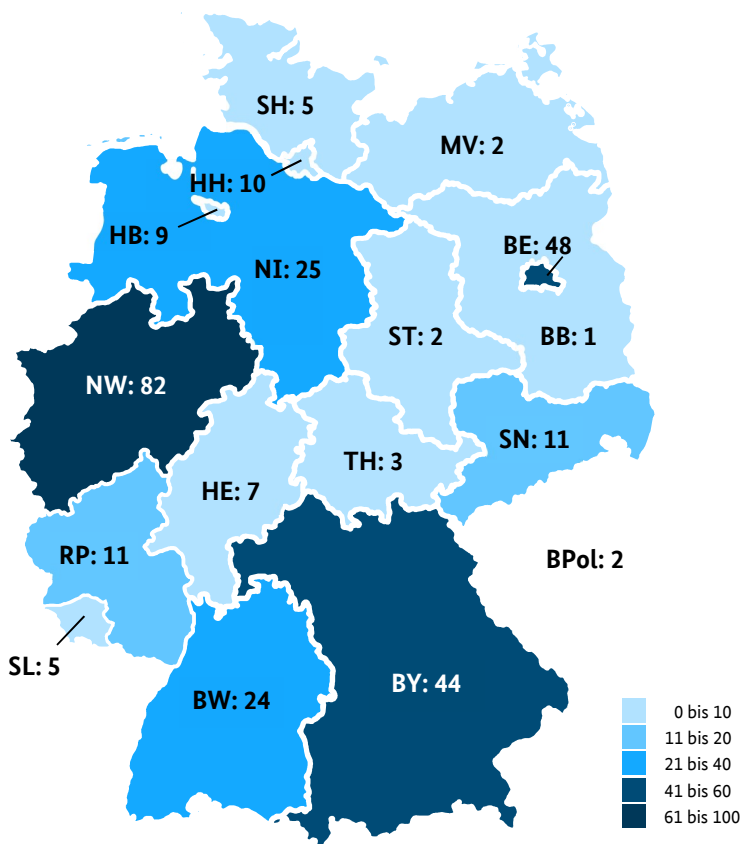 SH: 5
MV: 2
HH: 10
HB: 9
BE: 48
NI: 25
ST: 2
BB: 1
NW: 82
SN: 11
TH: 3
HE: 7
RP: 11
BPol: 2
SL: 5
BY: 44
BW: 24
0 bis 10
11 bis 20
21 bis 40
41 bis 60
61 bis 100